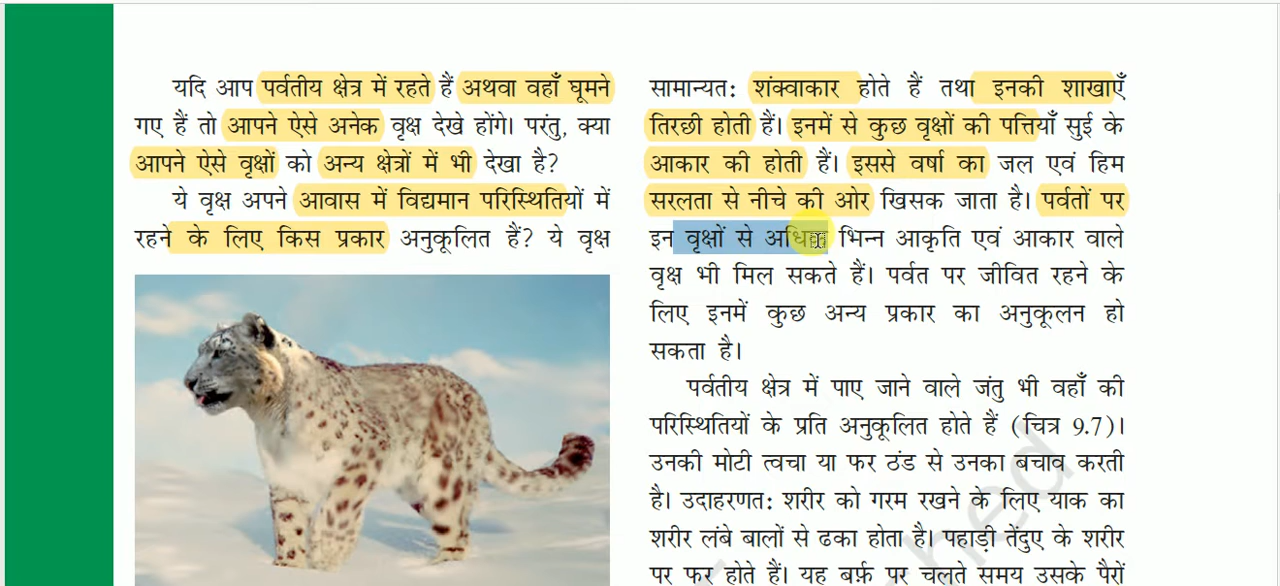 यदि आप पर्वतीय क्षेत्र में रहते हैं अथवा वहाँ घूमने
गए हैं तो आपने ऐसे अनेक वृक्ष देखे होंगे। परंतु, क्या
आपने ऐसे वृक्षों को अन्य क्षेत्रों में भी देखा है?
ये वृक्ष अपने आवास में विद्यमान परिस्थितियों में
रहने के लिए किस प्रकार अनुकूलित हैं? ये वृक्ष
सामान्यत: शंक्वाकार होते हैं तथा इनकी शाखाएँ
तिरछी होती हैं। इनमें से कुछ वृक्षों की पत्तियाँ सुई के
आकार की होती हैं। इससे वर्षा का जल एवं हिम
सरलता से नीचे की ओर खिसक जाता है। पर्वतों पर
इन वृक्षों से अधिक भिन्न आकृति एवं आकार वाले
वृक्ष भी मिल सकते हैं। पर्वत पर जीवित रहने के
लिए इनमें कुछ अन्य प्रकार का अनुकूलन हो
सकता है।
पर्वतीय क्षेत्र में पाए जाने वाले जंतु भी वहाँ की
परिस्थितियों के प्रति अनुकूलित होते हैं (चित्र 9.7)।
उनकी मोटी त्वचा या फर ठंड से उनका बचाव करती
है। उदाहरणत: शरीर को गरम रखने के लिए याक का
शरीर लंबे बालों से ढका होता है। पहाड़ी तेंदुए के शरीर
पर फर होते हैं। यह बर्फ़ पर चलते समय उसके पैरों